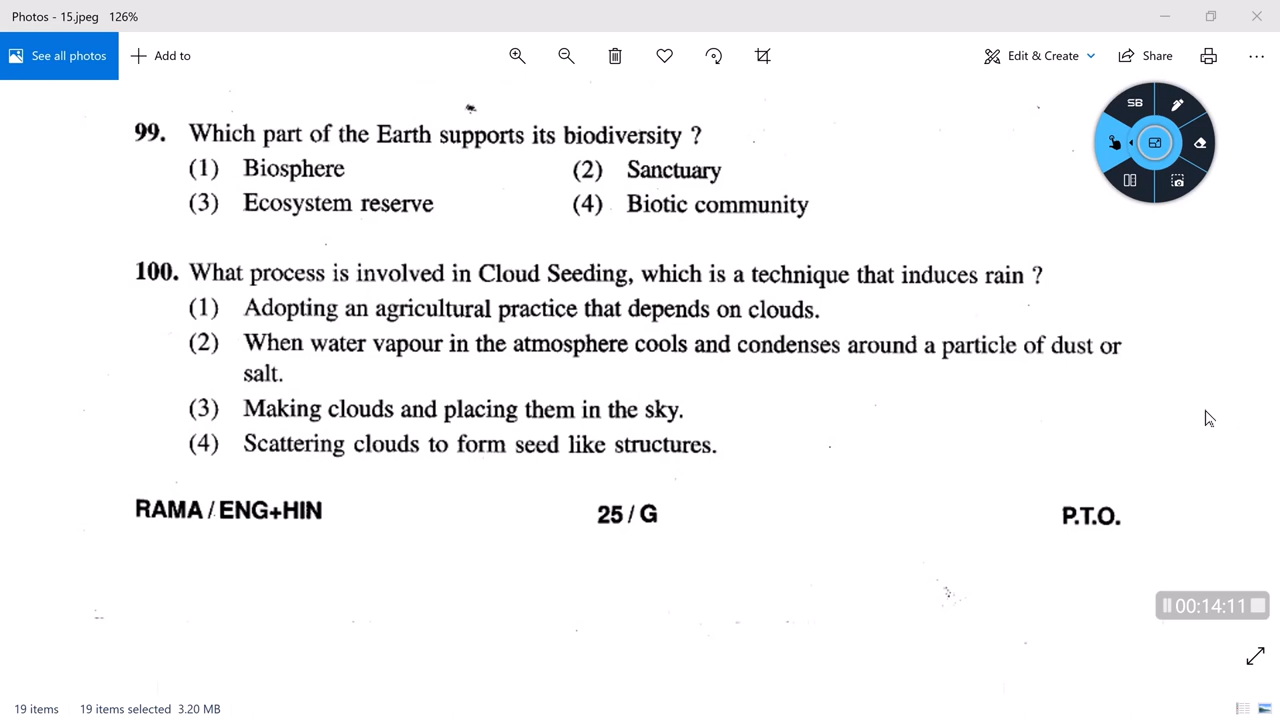 Photos - 15.jpeg 126%
See all photos
Add to
Edit & Create
Share
SB
99. Which part of the Earth supports its biodiversity ?
(1) Biosphere (2) Sanctuary
(3) Ecosystem reserve (4) Biotic community
100. What process is involved in Cloud Seeding, which is a technique that induces rain ?
(1) Adopting an agricultural practice that depends on clouds.
(2) When water vapour in the atmosphere cools and condenses around a particle of dust or
salt.
(3) Making clouds and placing them in the sky.
(4) Scattering clouds to form seed like structures.
RAMA / ENG+HIN 25 / G P.T.O.
00:14:11
19 items 19 items selected 3.20 MB